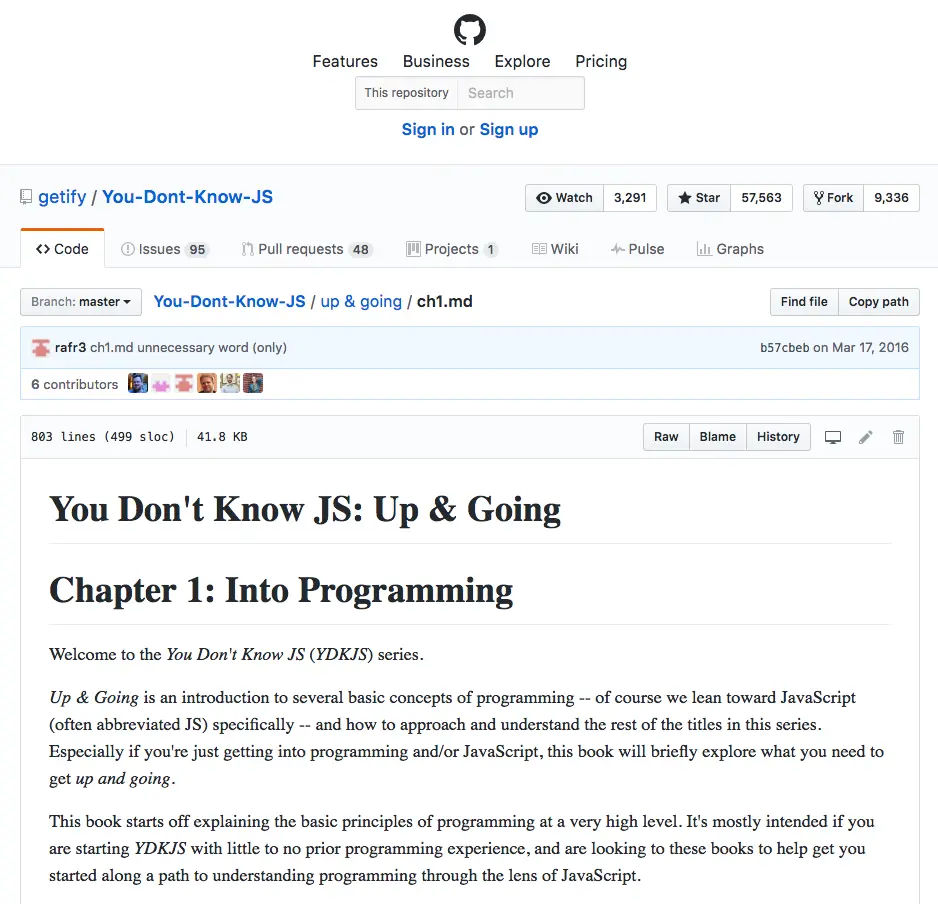 Features Business Explore Pricing
This repository Search
Sign in or Sign up
getify / You-Dont-Know-JS Watch 3,291 Star 57,563 Fork 9,336
Code Issues 95 Pull requests 48 Projects 1 Wiki Pulse Graphs
Branch: master You-Dont-Know-JS / up & going / ch1.md Find file Copy path
rafr3 ch1.md unnecessary word (only) b57cbeb on Mar 17, 2016
6 contributors
803 lines (499 sloc) 41.8 KB Raw Blame History
You Don't Know JS: Up & Going
Chapter 1: Into Programming
Welcome to the You Don't Know JS (YDKJS) series.
Up & Going is an introduction to several basic concepts of programming -- of course we lean toward JavaScript
(often abbreviated JS) specifically -- and how to approach and understand the rest of the titles in this series.
Especially if you're just getting into programming and/or JavaScript, this book will briefly explore what you need to
get up and going.
This book starts off explaining the basic principles of programming at a very high level. It's mostly intended if you
are starting YDKJS with little to no prior programming experience, and are looking to these books to help get you
started along a path to understanding programming through the lens of JavaScript.